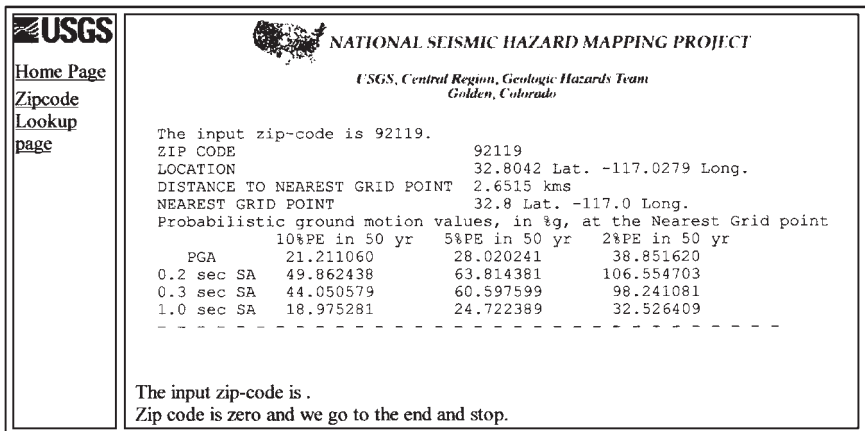 USGS
Home Page
Zipcode
Lookup
page
NATIONAL SEISMIC HAZARD MAPPING PROJECT
USGS, Central Region, Geologic Hazards Team
Golden, Colorado
The input zip-code is 92119.
ZIP CODE 92119
LOCATION 32.8042 Lat. -117.0279 Long.
DISTANCE TO NEAREST GRID POINT 2.6515 kms
NEAREST GRID POINT 32.8 Lat. -117.0 Long.
Probabilistic ground motion values, in %g, at the Nearest Grid point
10%PE in 50 yr 5%PE in 50 yr 2%PE in 50 yr
PGA 21.211060 28.020241 38.851620
0.2 sec SA 49.862438 63.814381 106.554703
0.3 sec SA 44.050579 60.597599 98.241081
1.0 sec SA 18.975281 24.722389 32.526409
The input zip-code is .
Zip code is zero and we go to the end and stop.